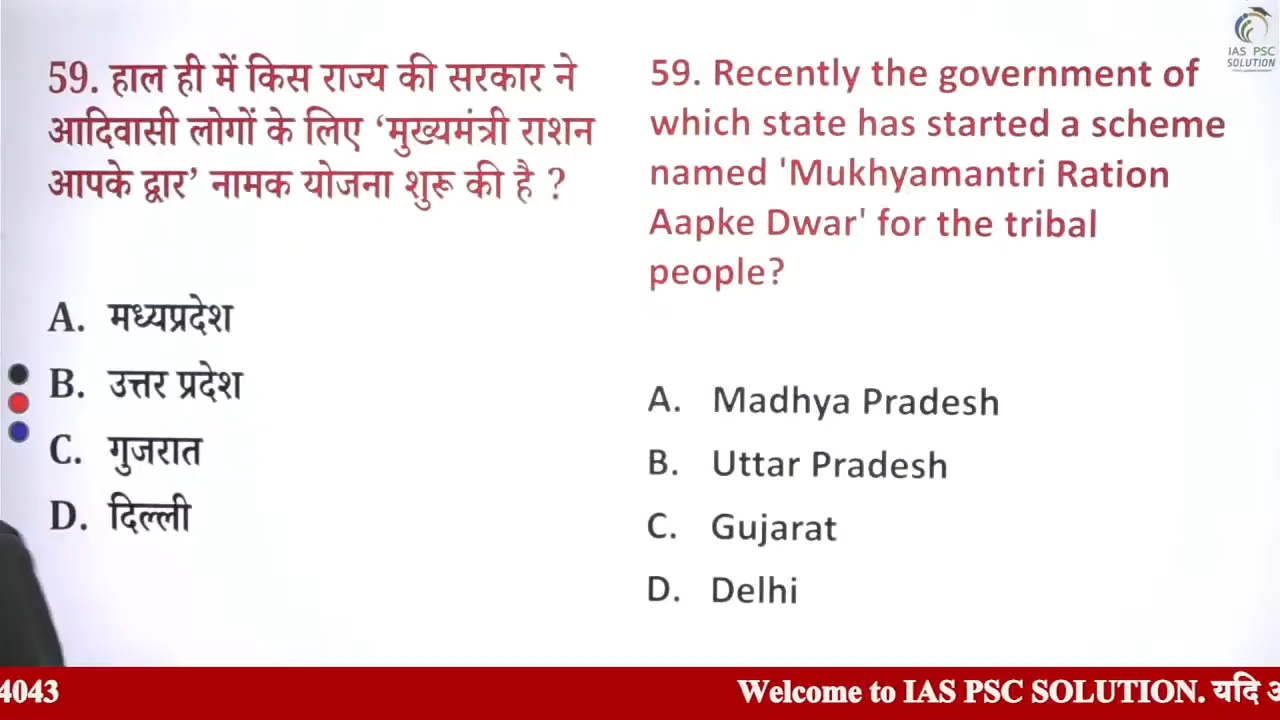 59. हाल ही में किस राज्य की सरकार ने
आदिवासी लोगों के लिए ‘मुख्यमंत्री राशन
आपके द्वार’ नामक योजना शुरू की है ?
A. मध्यप्रदेश
B. उत्तर प्रदेश
C. गुजरात
D. दिल्ली
59. Recently the government of
which state has started a scheme
named 'Mukhyamantri Ration
Aapke Dwar' for the tribal
people?
A. Madhya Pradesh
B. Uttar Pradesh
C. Gujarat
D. Delhi
IAS PSC
SOLUTION
4043
Welcome to IAS PSC SOLUTION. यदि